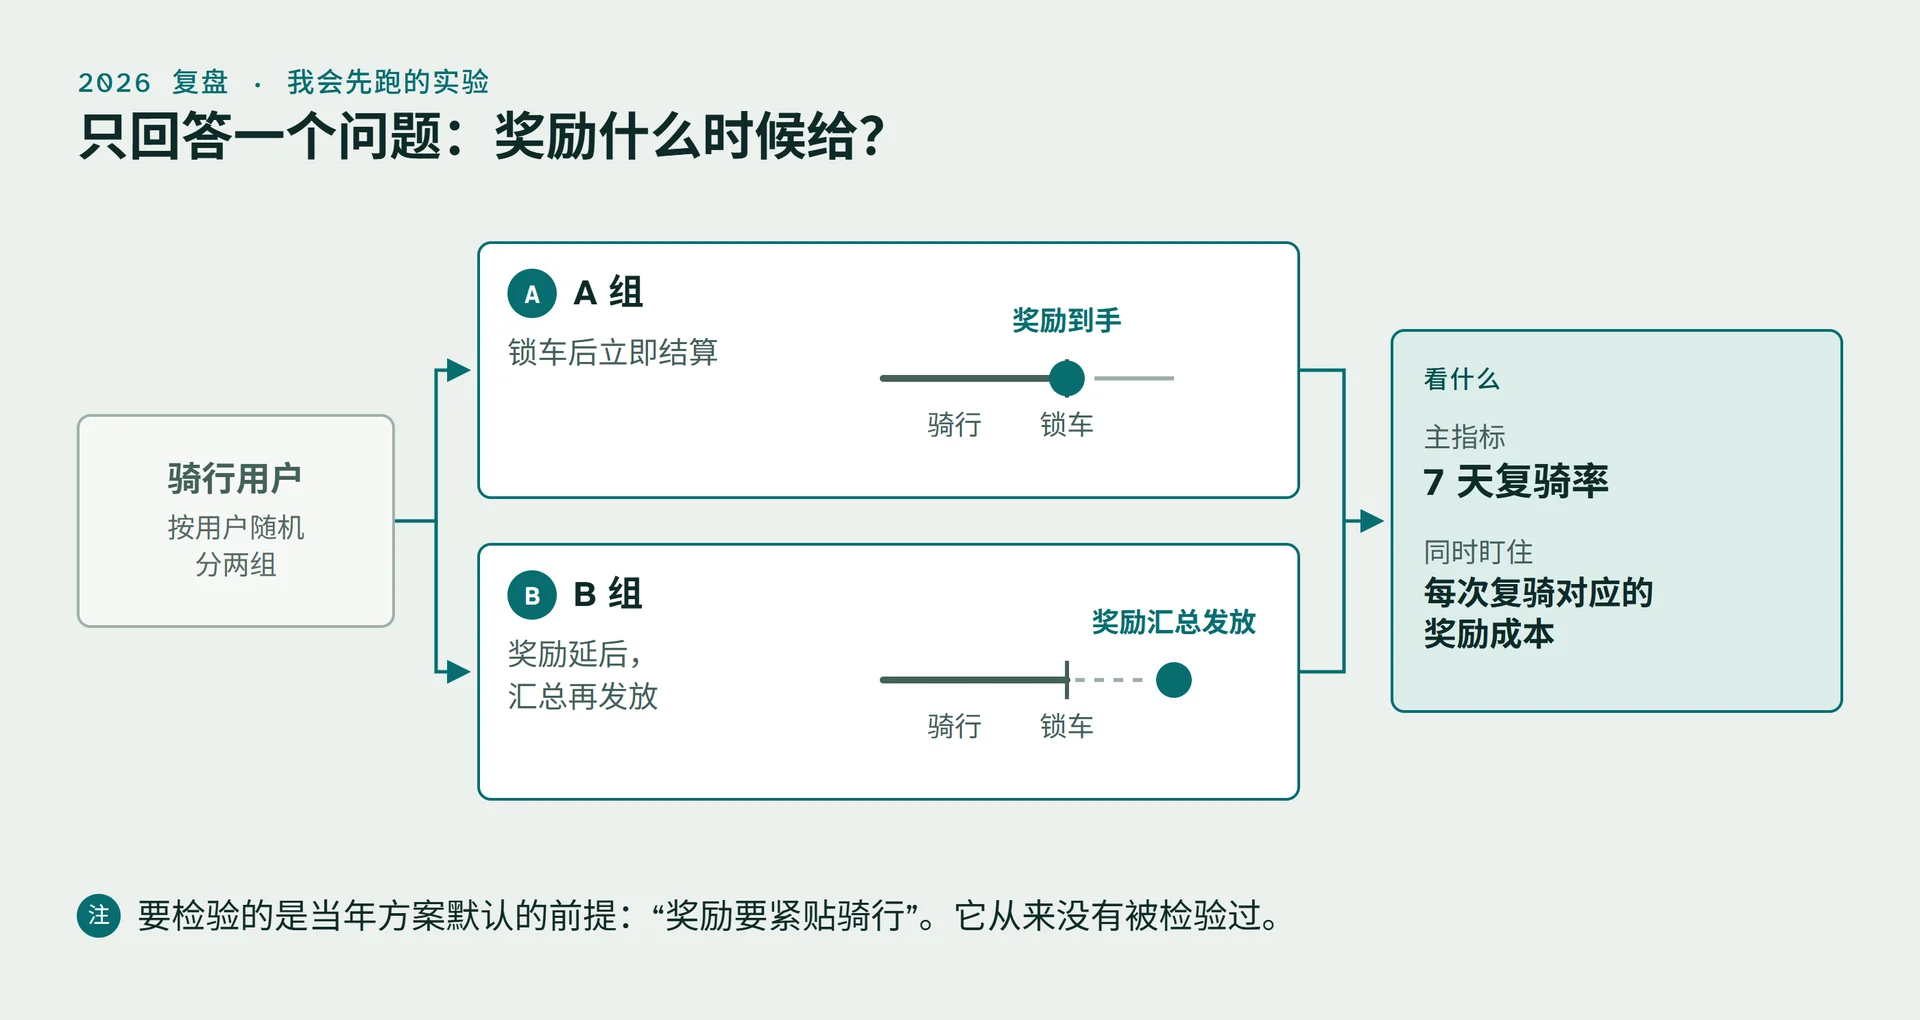 2026 复盘 · 我会先跑的实验
只回答一个问题：奖励什么时候给？
骑行用户
按用户随机
分两组
A
A 组
锁车后立即结算
奖励到手
骑行
锁车
B
B 组
奖励延后，
汇总再发放
奖励汇总发放
骑行
锁车
看什么
主指标
7 天复骑率
同时盯住
每次复骑对应的
奖励成本
注
要检验的是当年方案默认的前提：“奖励要紧贴骑行”。它从来没有被检验过。